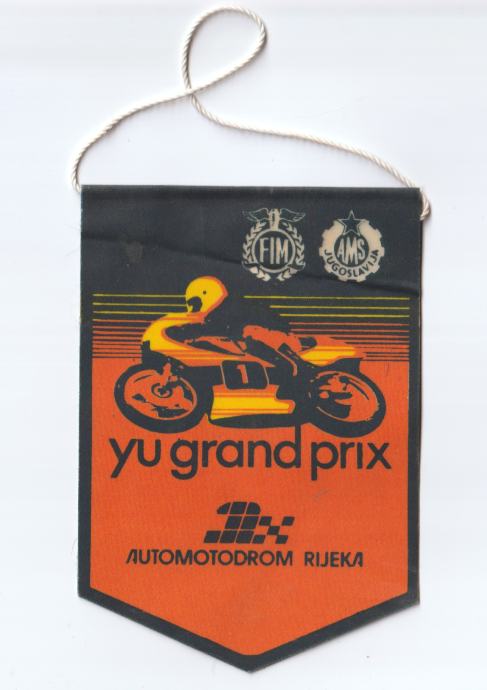 FIM
AMS
JUGOSLAVIJA
1
yu grand prix
AUTOMOTODROM RIJEKA